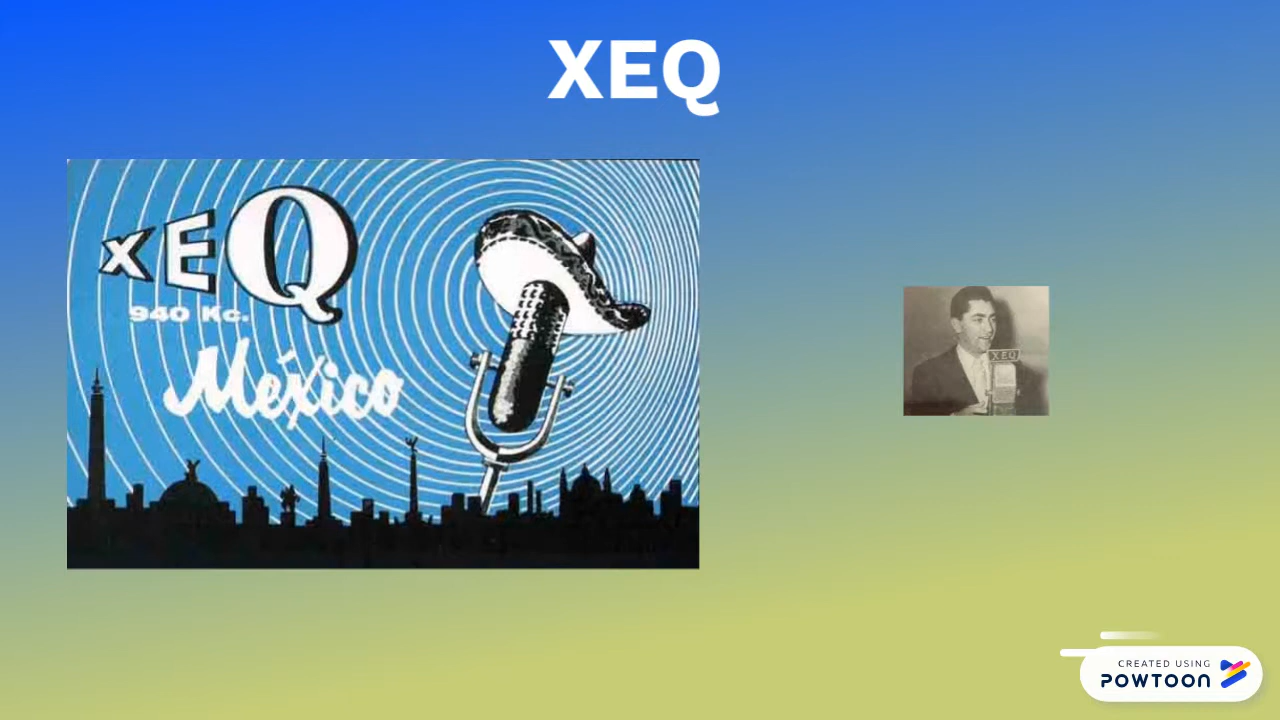 XEQ
XEQ
940 Kc.
México
XEQ
CREATED USING
POWTOON